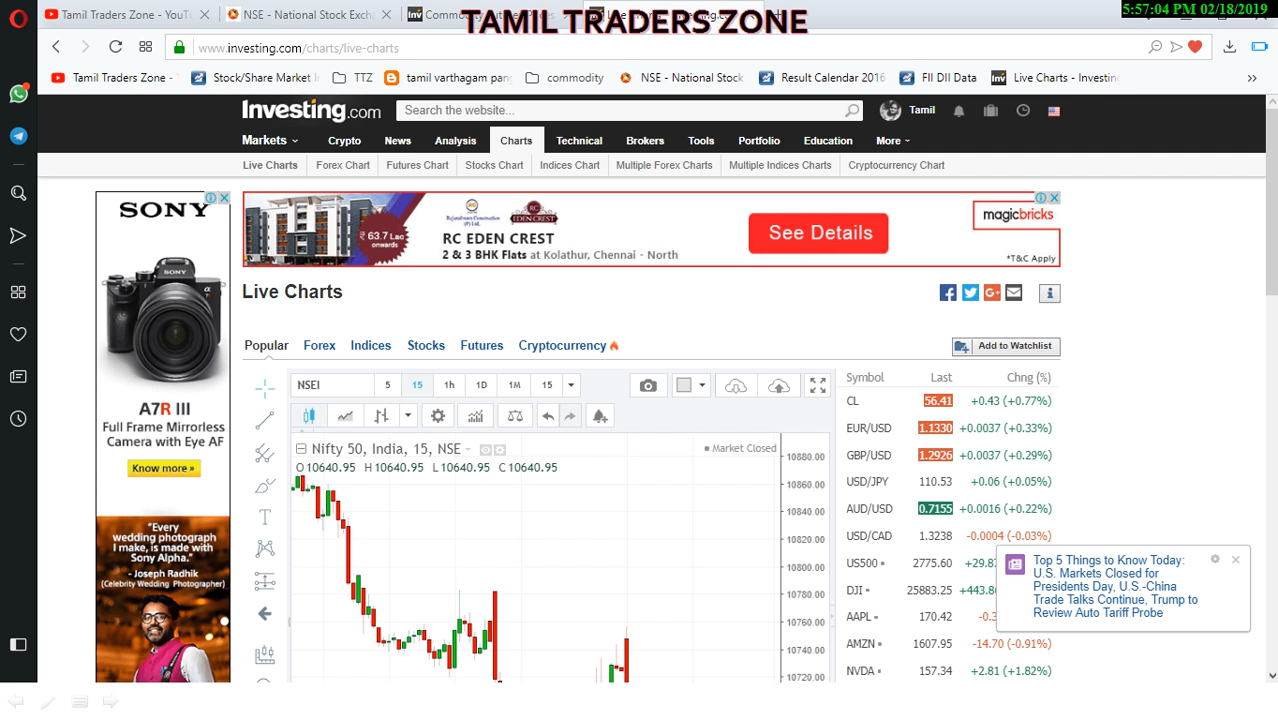 Tamil Traders Zone - YouTu
NSE - National Stock Exch
TAMIL TRADERS ZONE
5:57:04 PM 02/18/2019
www.investing.com/charts/live-charts
Tamil Traders Zone -
Stock/Share Market I
TTZ
tamil varthagam pan
commodity
NSE - National Stock
Result Calendar 2016
FII DII Data
Live Charts - Investin
Investing.com
Search the website...
Tamil
Markets
Crypto
News
Analysis
Charts
Technical
Brokers
Tools
Portfolio
Education
More
Live Charts
Forex Chart
Futures Chart
Stocks Chart
Indices Chart
Multiple Forex Charts
Multiple Indices Charts
Cryptocurrency Chart
SONY
SONY
A7R III
Full Frame Mirrorless
Camera with Eye AF
Know more »
"Every
wedding photograph
I make, is made with
Sony Alpha."
- Joseph Radhik
(Celebrity Wedding Photographer)
₹ 63.7 Lac
onwards
RC
EDEN CREST
RC EDEN CREST
2 & 3 BHK Flats at Kolathur, Chennai - North
See Details
magicbricks
*T&C Apply
Live Charts
Popular
Forex
Indices
Stocks
Futures
Cryptocurrency
Add to Watchlist
NSEI
5
15
1h
1D
1M
15
Nifty 50, India, 15, NSE
Market Closed
O 10640.95 H 10640.95 L 10640.95 C 10640.95
10880.00
10860.00
10840.00
10820.00
10800.00
10780.00
10760.00
10740.00
10720.00
Symbol Last Chng (%)
CL 56.41 +0.43 (+0.77%)
EUR/USD 1.1330 +0.0037 (+0.33%)
GBP/USD 1.2926 +0.0037 (+0.29%)
USD/JPY 110.53 +0.06 (+0.05%)
AUD/USD 0.7155 +0.0016 (+0.22%)
USD/CAD 1.3238 -0.0004 (-0.03%)
US500 2775.60 +29.8
DJI 25883.25 +443.8
AAPL 170.42 -0.3
AMZN 1607.95 -14.70 (-0.91%)
NVDA 157.34 +2.81 (+1.82%)
Top 5 Things to Know Today:
U.S. Markets Closed for
Presidents Day, U.S.-China
Trade Talks Continue, Trump to
Review Auto Tariff Probe